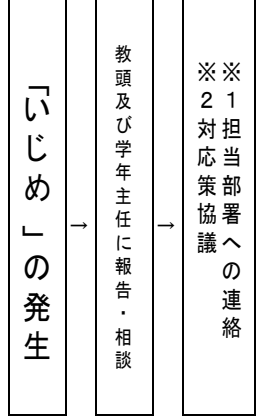 「いじめ」の発生
→
教頭及び学年主任に報告・相談
→
※1担当部署への連絡
※2対応策協議